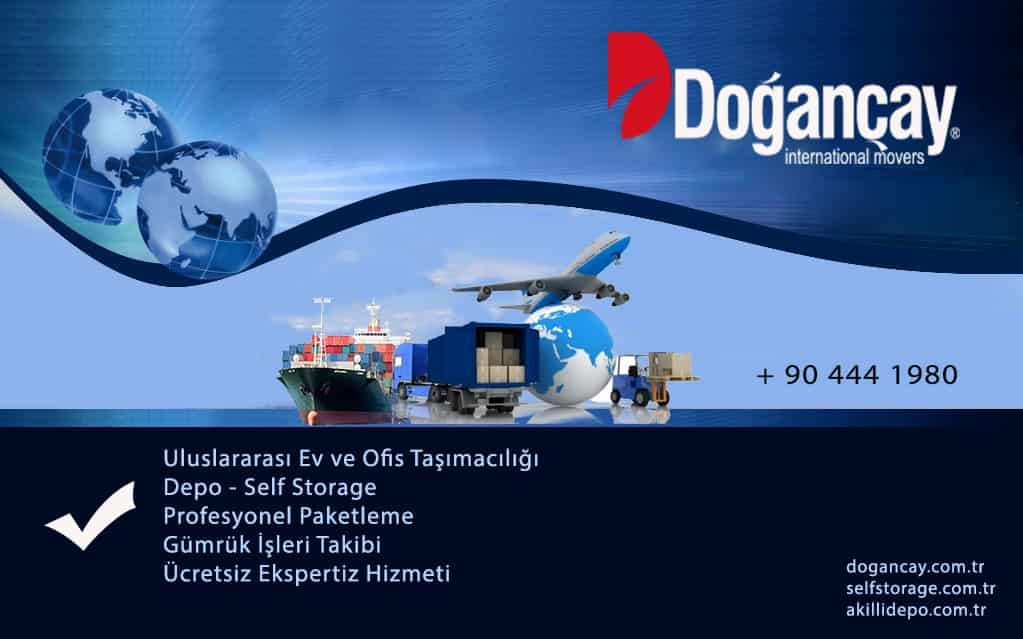 Doğançay®
international movers
+ 90 444 1980
Uluslararası Ev ve Ofis Taşımacılığı
Depo - Self Storage
Profesyonel Paketleme
Gümrük İşleri Takibi
Ücretsiz Ekspertiz Hizmeti
dogancay.com.tr
selfstorage.com.tr
akillidepo.com.tr